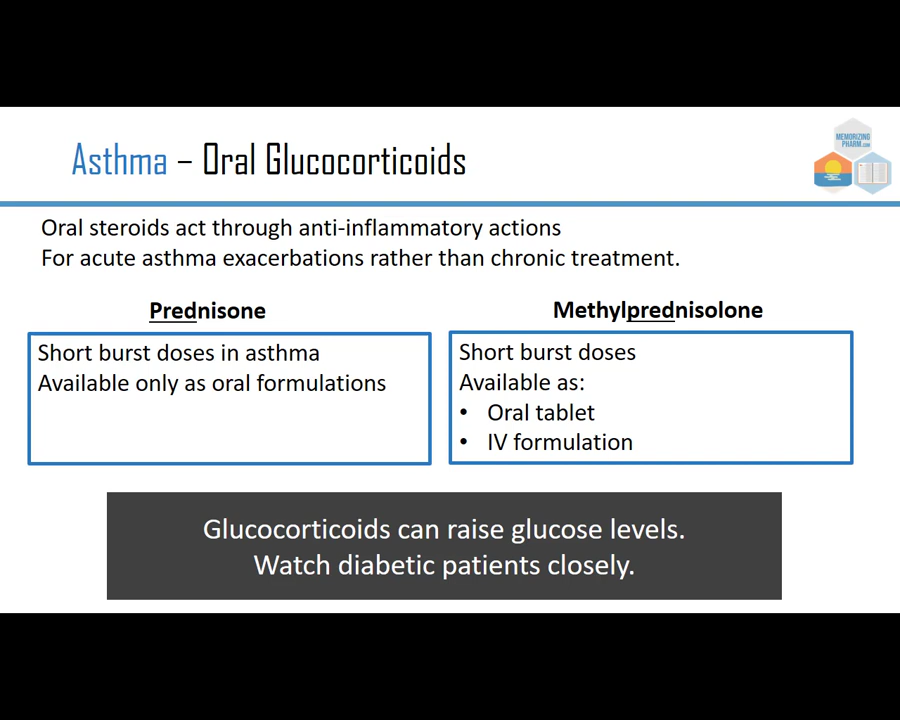 MEMORIZING
PHARM.COM
Asthma – Oral Glucocorticoids
Oral steroids act through anti-inflammatory actions
For acute asthma exacerbations rather than chronic treatment.
Prednisone
Short burst doses in asthma
Available only as oral formulations
Methylprednisolone
Short burst doses
Available as:
• Oral tablet
• IV formulation
Glucocorticoids can raise glucose levels.
Watch diabetic patients closely.